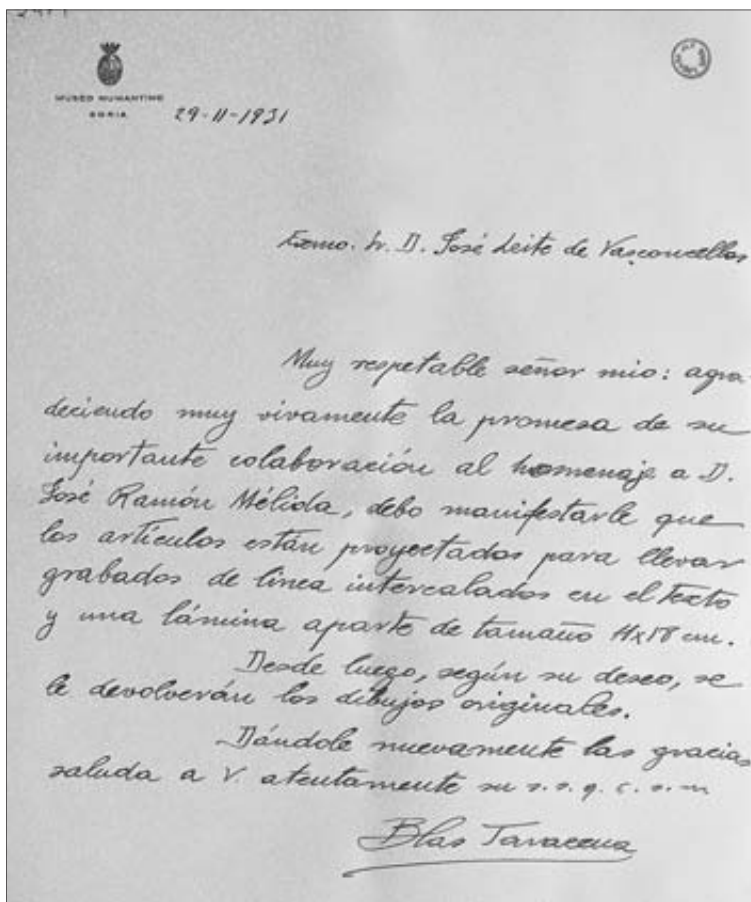 MUSEO NUMANTINO
SORIA
29-11-1931
Exmo. Sr. D. José Leite de Vasconcellos
Muy respetable señor mio: agra-
deciendo muy vivamente la promesa de su
importante colaboración al homenaje a D.
José Ramón Mélida, debo manifestarle que
los artículos están proyectados para llevar
grabados de línea intercalados en el texto
y una lámina aparte de tamaño 11x18 cm.
Desde luego, según su deseo, se
le devolverán los dibujos originales.
Dándole nuevamente las gracias
saluda a V. atentamente su s. s. q. e. s. m
Blas Taracena